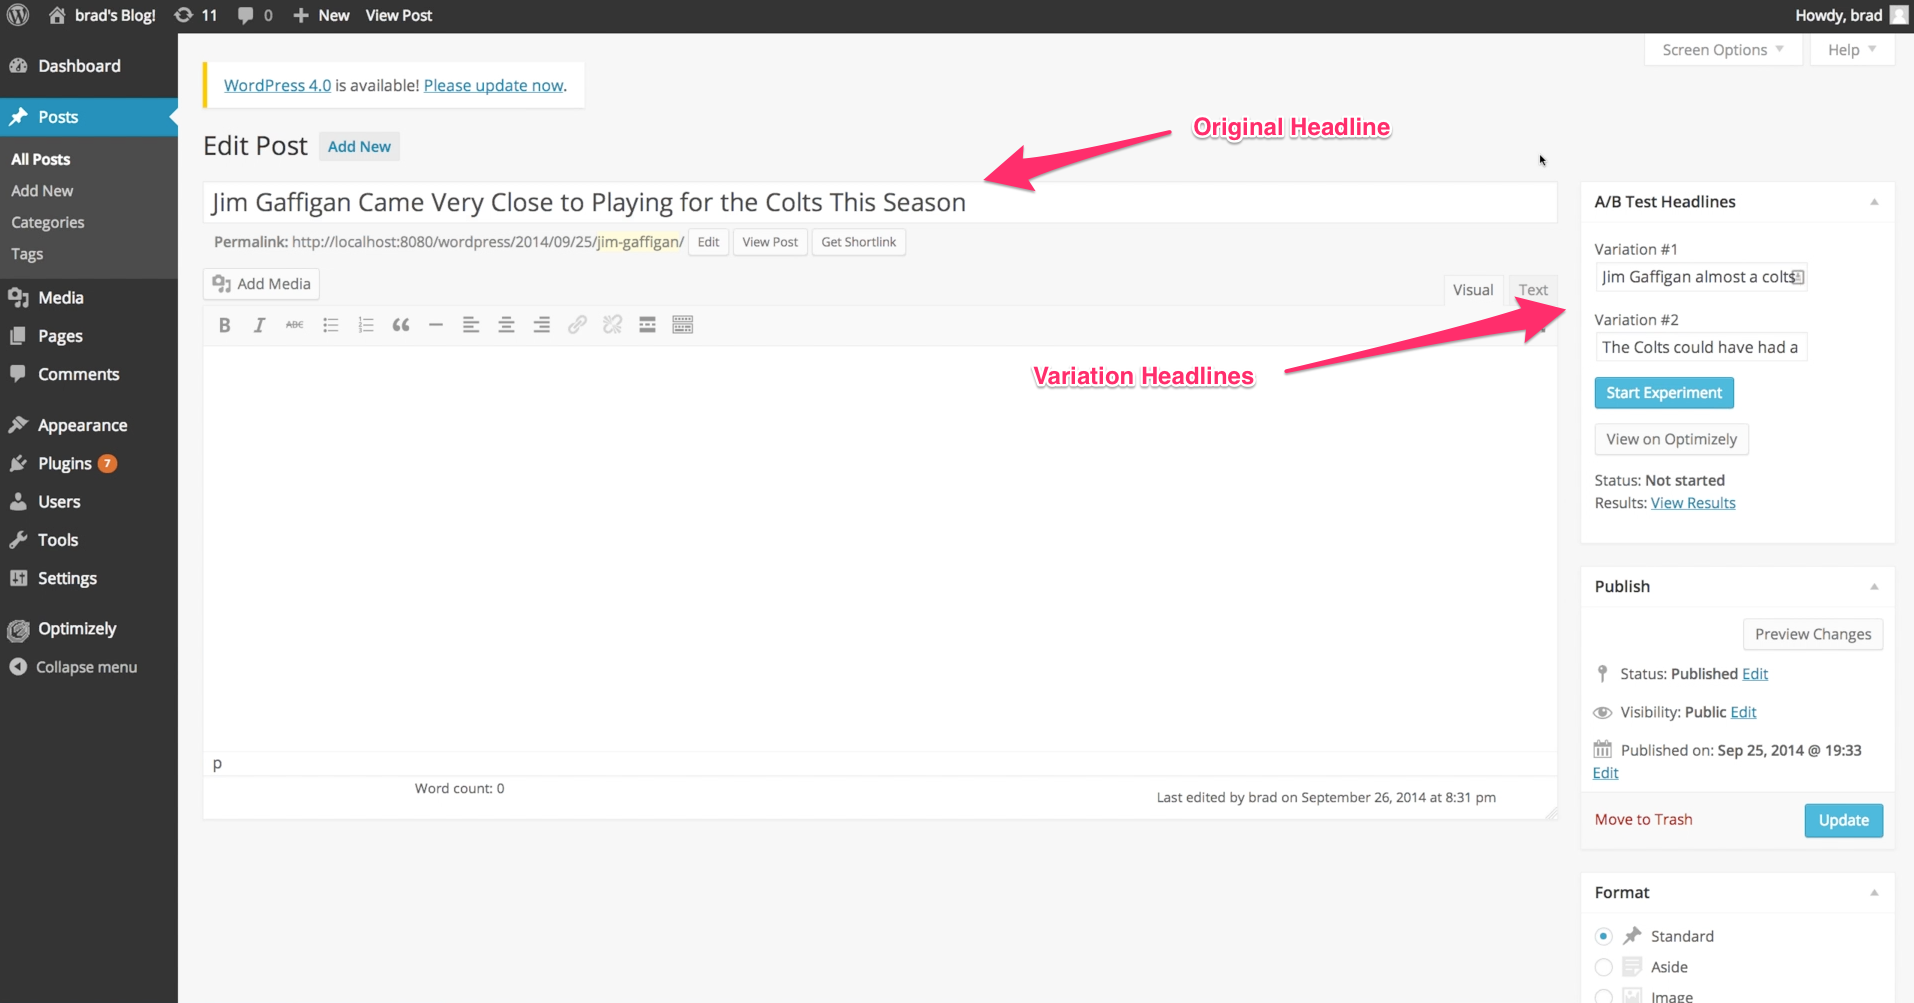 brad's Blog! 11 0 New View Post Howdy, brad
Screen Options Help
Dashboard
Posts
All Posts
Add New
Categories
Tags
Media
Pages
Comments
Appearance
Plugins 7
Users
Tools
Settings
Optimizely
Collapse menu
WordPress 4.0 is available! Please update now.
Edit Post Add New
Original Headline
Jim Gaffigan Came Very Close to Playing for the Colts This Season
Permalink: http://localhost:8080/wordpress/2014/09/25/jim-gaffigan/ Edit View Post Get Shortlink
Add Media
Visual Text
B I ABC
Variation Headlines
p
Word count: 0
Last edited by brad on September 26, 2014 at 8:31 pm
A/B Test Headlines
Variation #1
Jim Gaffigan almost a colts
Variation #2
The Colts could have had a
Start Experiment
View on Optimizely
Status: Not started
Results: View Results
Publish
Preview Changes
Status: Published Edit
Visibility: Public Edit
Published on: Sep 25, 2014 @ 19:33
Edit
Move to Trash Update
Format
Standard
Aside
Image